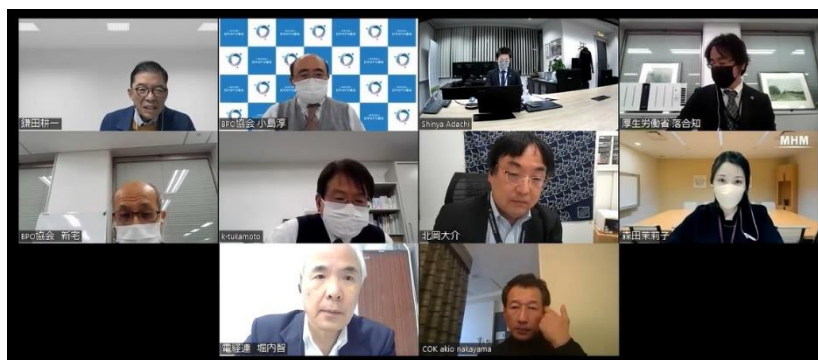 鎌田耕一
BPO協会 小島淳
Shinya Adachi
厚生労働省 落合知
MHM
BPO協会 新宅
k-tukamoto
北岡大介
森田茉莉子
電経連 堀内智
COK akio nakayama